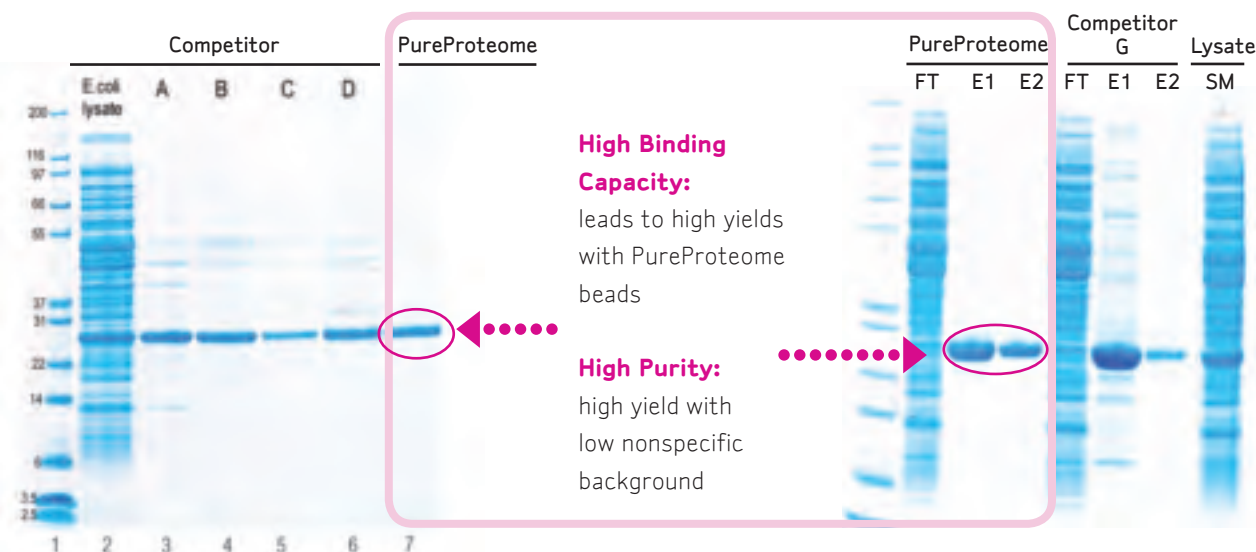 Competitor
PureProteome
E.coli
lysate
A
B
C
D
200
116
97
66
55
37
31
22
14
6
3.5
2.5
1
2
3
4
5
6
7
High Binding
Capacity:
leads to high yields
with PureProteome
beads
High Purity:
high yield with
low nonspecific
background
PureProteome
Competitor
G
Lysate
FT
E1
E2
FT
E1
E2
SM